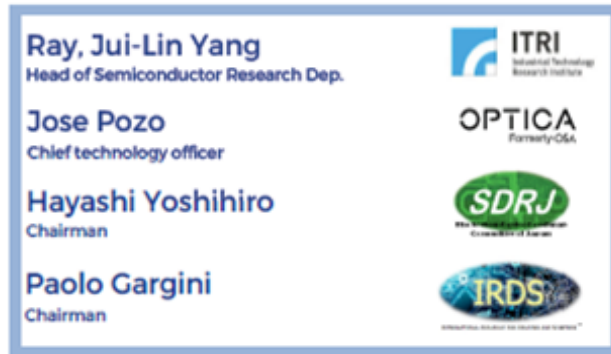 Ray, Jui-Lin Yang
Head of Semiconductor Research Dep.
ITRI
Industrial Technology
Research Institute
Jose Pozo
Chief technology officer
OPTICA
Formerly OSA
Hayashi Yoshihiro
Chairman
SDRJ
Paolo Gargini
Chairman
IRDS